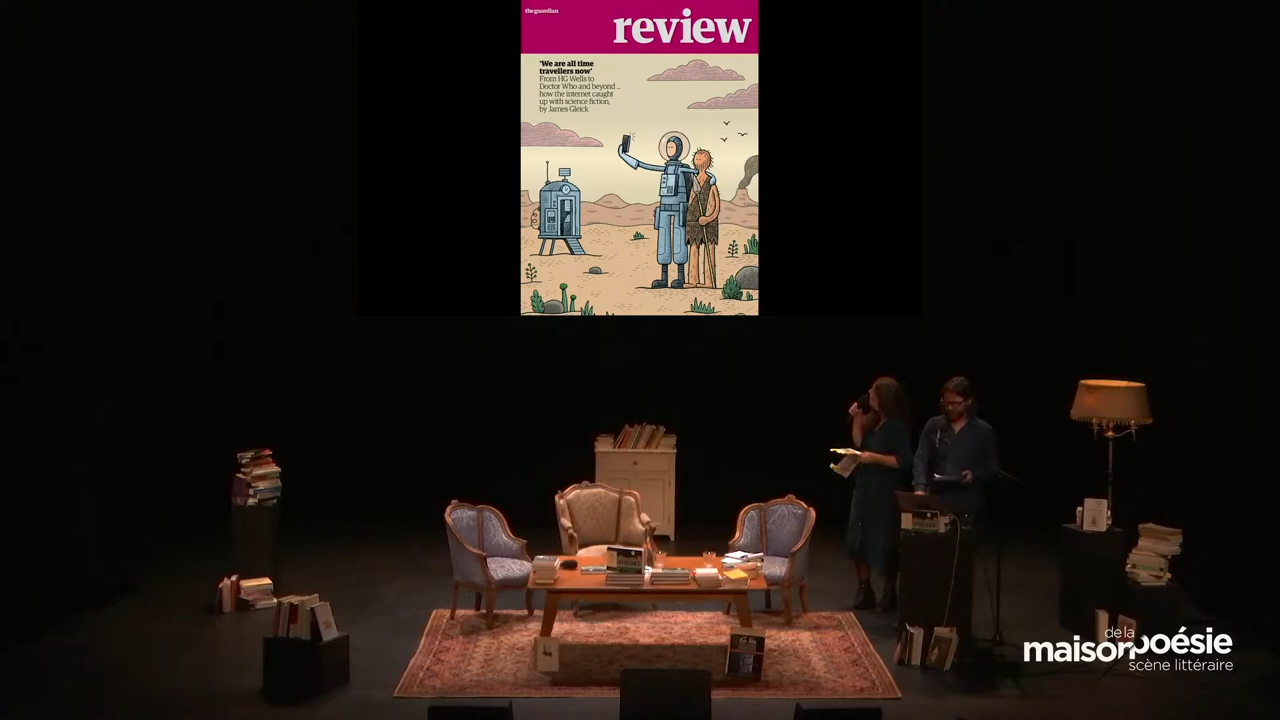 theguardian
review
'We are all time
travellers now'
From HG Wells to
Doctor Who and beyond ...
how the internet caught
up with science fiction,
by James Gleick
de la
maison poésie
scène littéraire